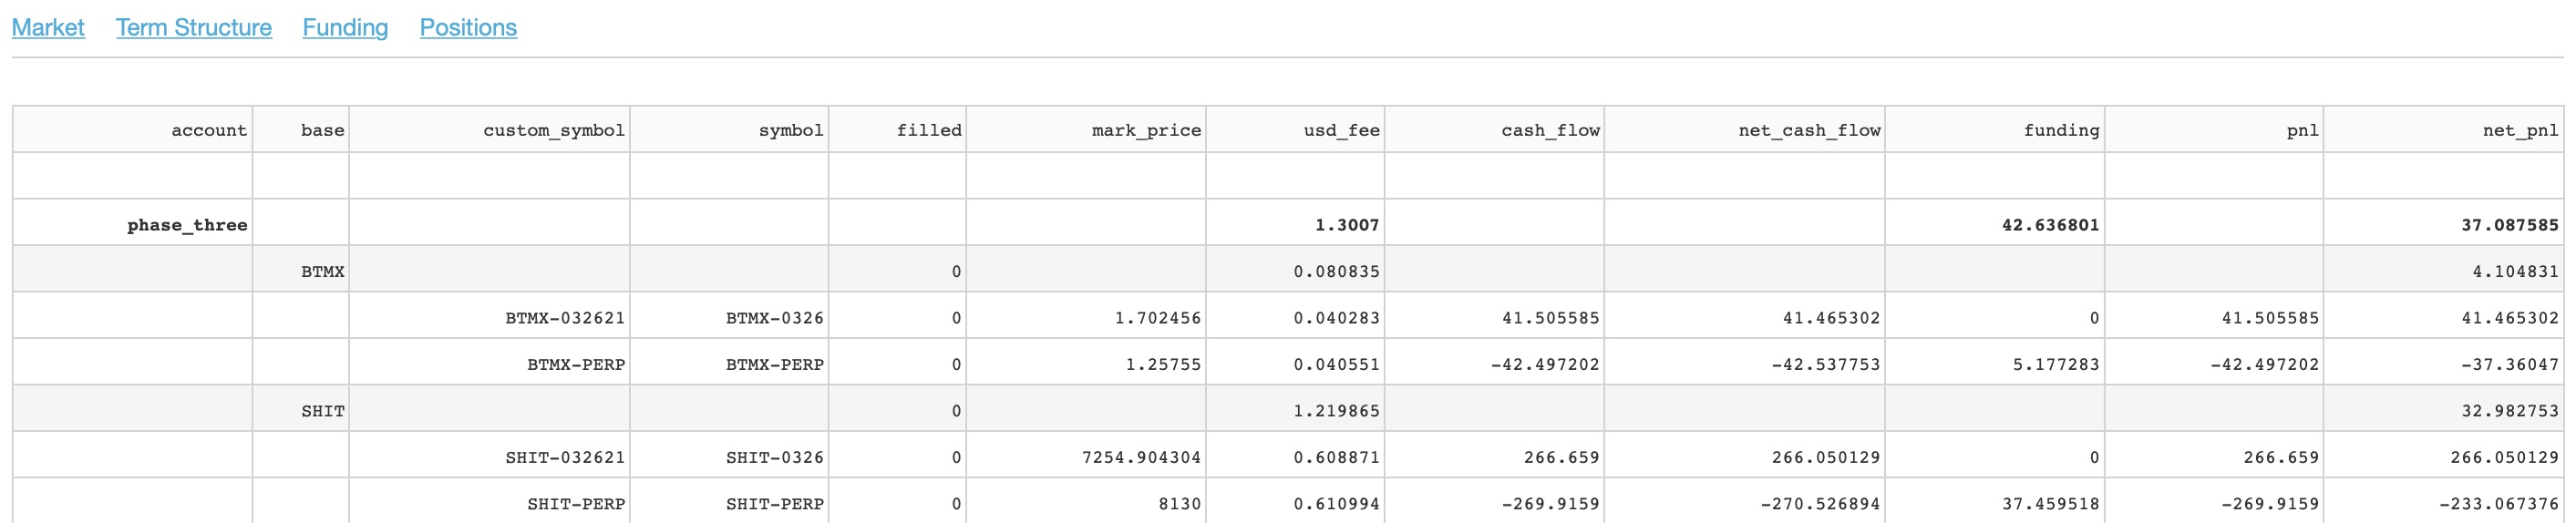 Market Term Structure Funding Positions
account base custom_symbol symbol filled mark_price usd_fee cash_flow net_cash_flow funding pnl net_pnl
phase_three 1.3007 42.636801 37.087585
BTMX 0 0.080835 4.104831
BTMX-032621 BTMX-0326 0 1.702456 0.040283 41.505585 41.465302 0 41.505585 41.465302
BTMX-PERP BTMX-PERP 0 1.25755 0.040551 -42.497202 -42.537753 5.177283 -42.497202 -37.36047
SHIT 0 1.219865 32.982753
SHIT-032621 SHIT-0326 0 7254.904304 0.608871 266.659 266.050129 0 266.659 266.050129
SHIT-PERP SHIT-PERP 0 8130 0.610994 -269.9159 -270.526894 37.459518 -269.9159 -233.067376